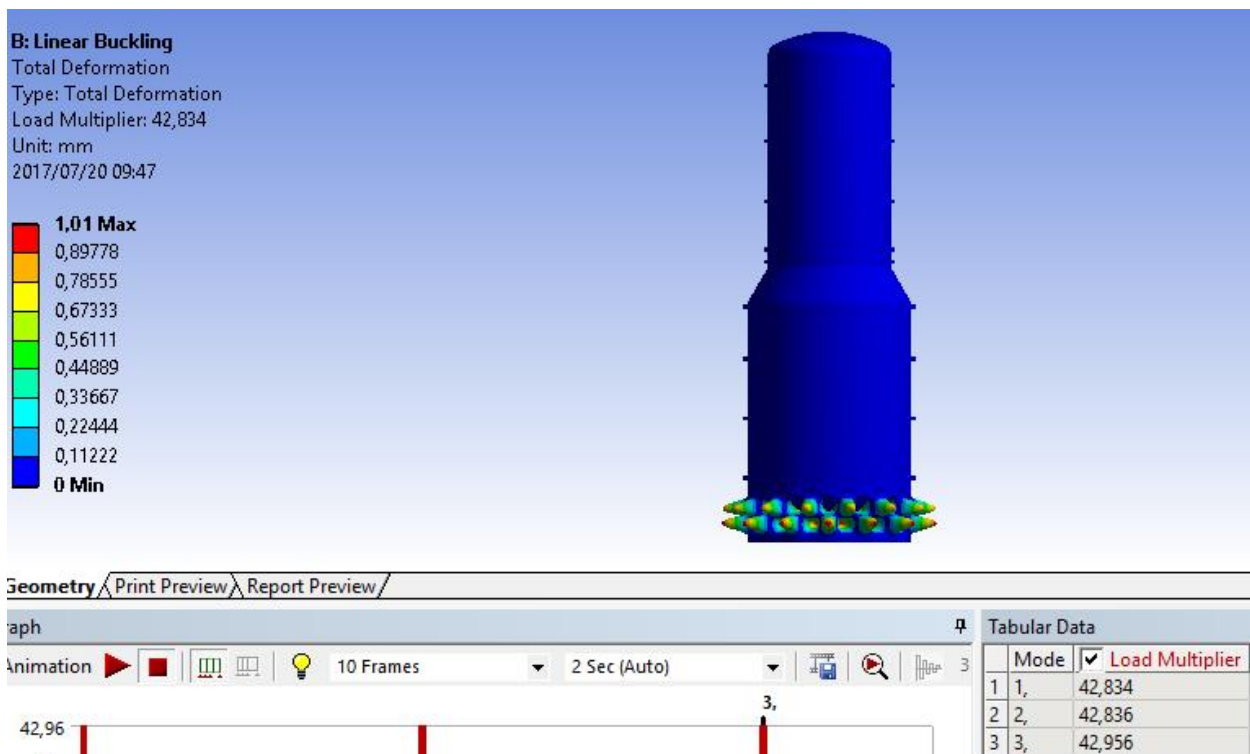 B: Linear Buckling
Total Deformation
Type: Total Deformation
Load Multiplier: 42,834
Unit: mm
2017/07/20 09:47
1,01 Max
0,89778
0,78555
0,67333
0,56111
0,44889
0,33667
0,22444
0,11222
0 Min
Geometry Print Preview Report Preview
raph
Tabular Data
Animation 10 Frames 2 Sec (Auto) 3
Mode Load Multiplier
1 1, 42,834
2 2, 42,836
3 3, 42,956
3,
42,96